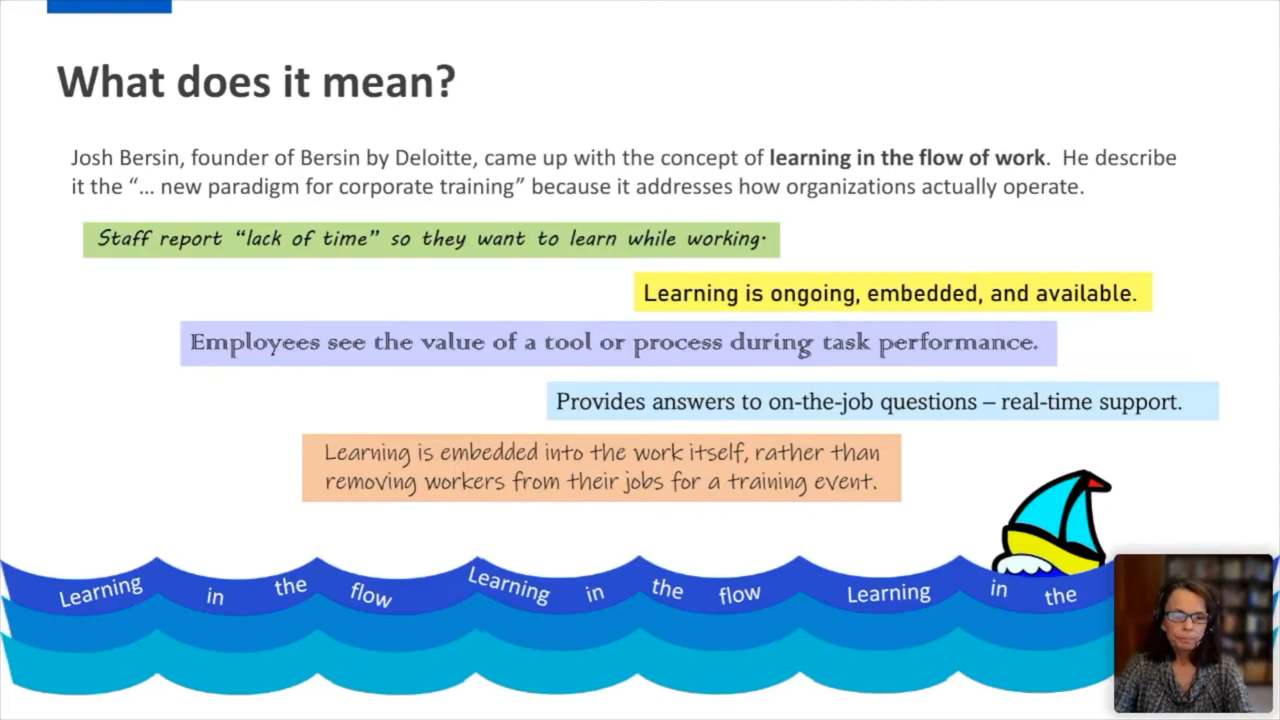 What does it mean?
Josh Bersin, founder of Bersin by Deloitte, came up with the concept of learning in the flow of work.  He describe
it the “… new paradigm for corporate training” because it addresses how organizations actually operate.
Staff report “lack of time” so they want to learn while working.
Learning is ongoing, embedded, and available.
Employees see the value of a tool or process during task performance.
Provides answers to on-the-job questions – real-time support.
Learning is embedded into the work itself, rather than
removing workers from their jobs for a training event.
Learning in the flow Learning in the flow Learning in the